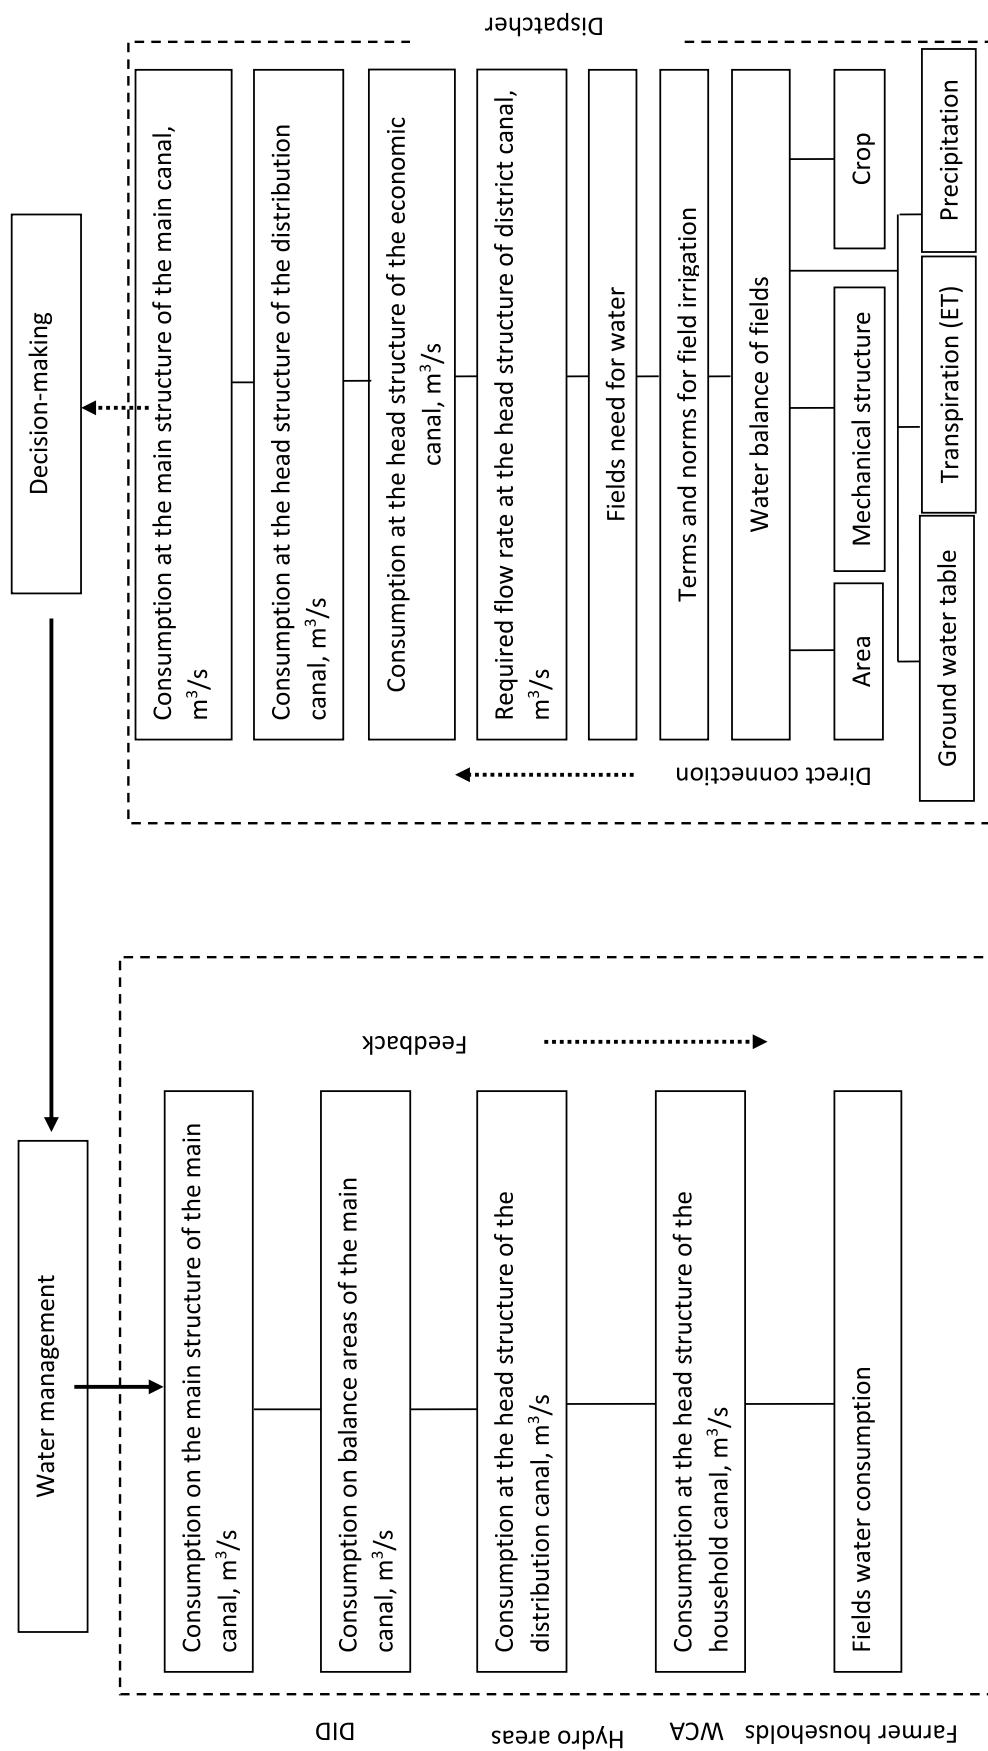 Water management
Decision-making
Consumption on the main structure of the main
canal, m³/s
Consumption on balance areas of the main
canal, m³/s
Consumption at the head structure of the
distribution canal, m³/s
Consumption at the head structure of the
household canal, m³/s
Fields water consumption
DID
Hydro areas
WCA
Farmer households
Feedback
Consumption at the main structure of the main canal,
m³/s
Consumption at the head structure of the distribution
canal, m³/s
Consumption at the head structure of the economic
canal, m³/s
Required flow rate at the head structure of district canal,
m³/s
Fields need for water
Terms and norms for field irrigation
Water balance of fields
Area
Mechanical structure
Crop
Ground water table
Transpiration (ET)
Precipitation
Direct connection
Dispatcher